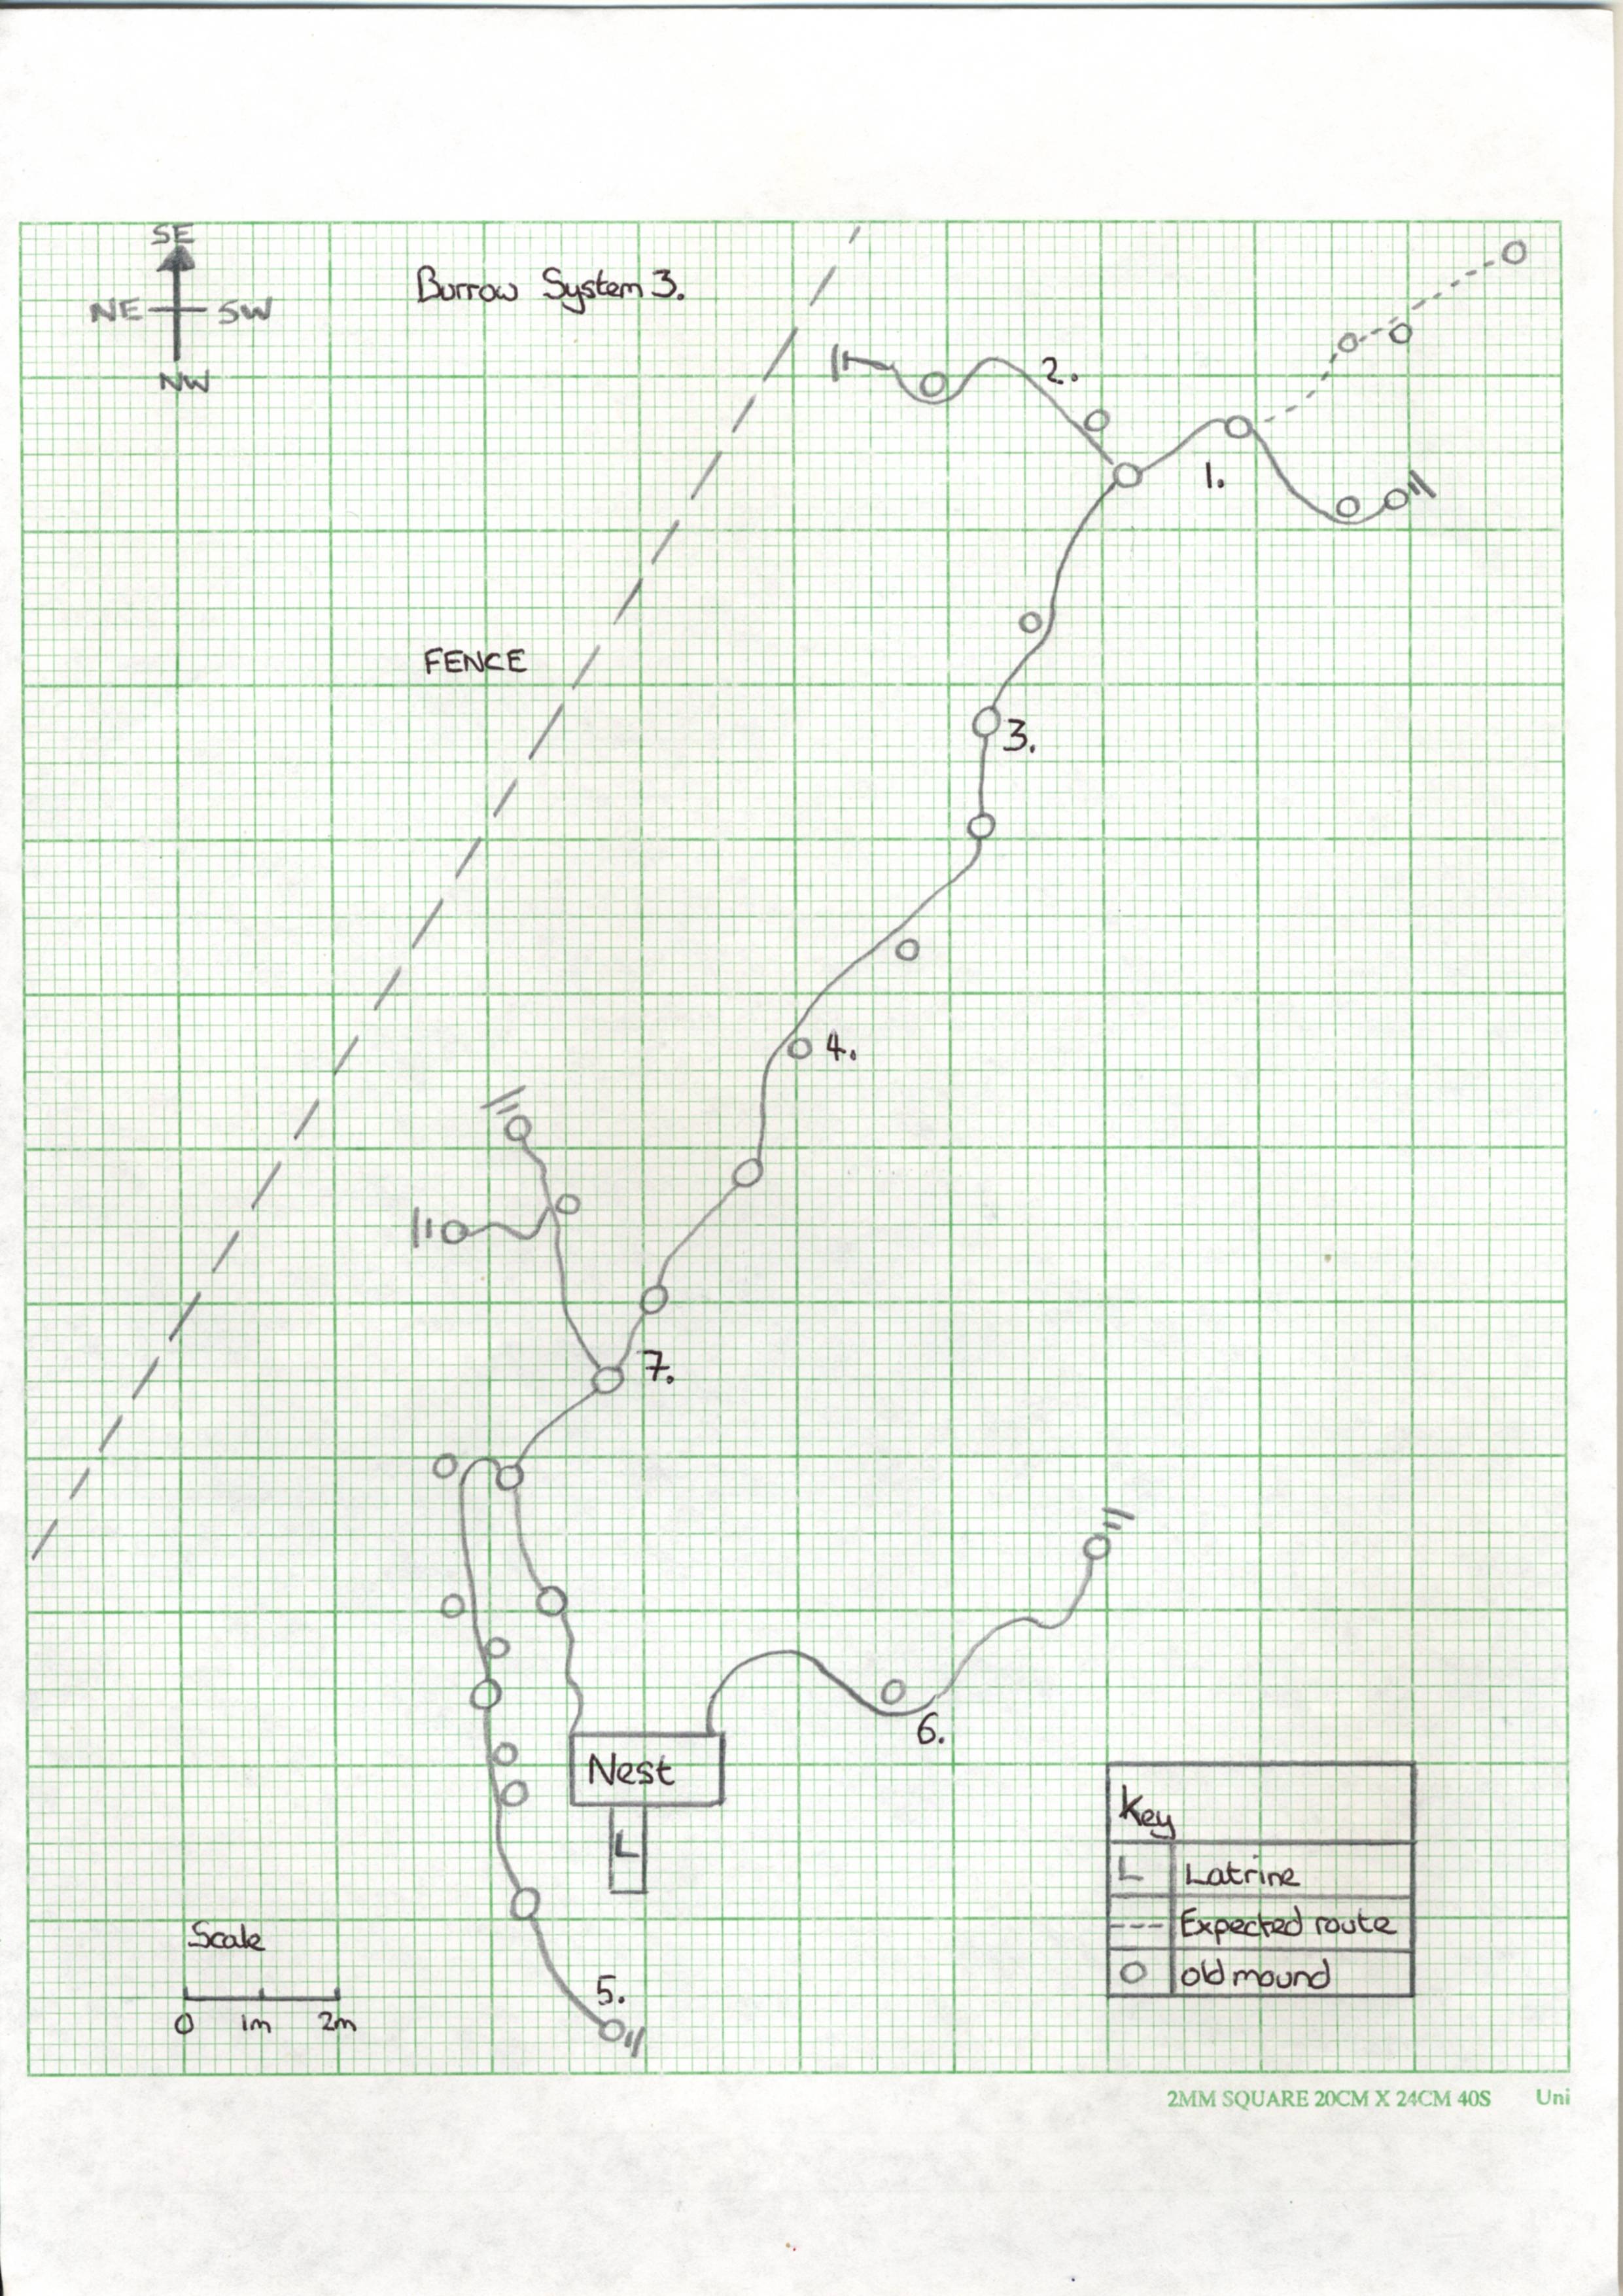 SE
NE SW
NW
Burrow System 3.
2.
1.
FENCE
3.
4.
7.
6.
Nest
L
Key
L Latrine
--- Expected route
old mound
Scale
0 1m 2m
5.
2MM SQUARE 20CM X 24CM 40S Uni